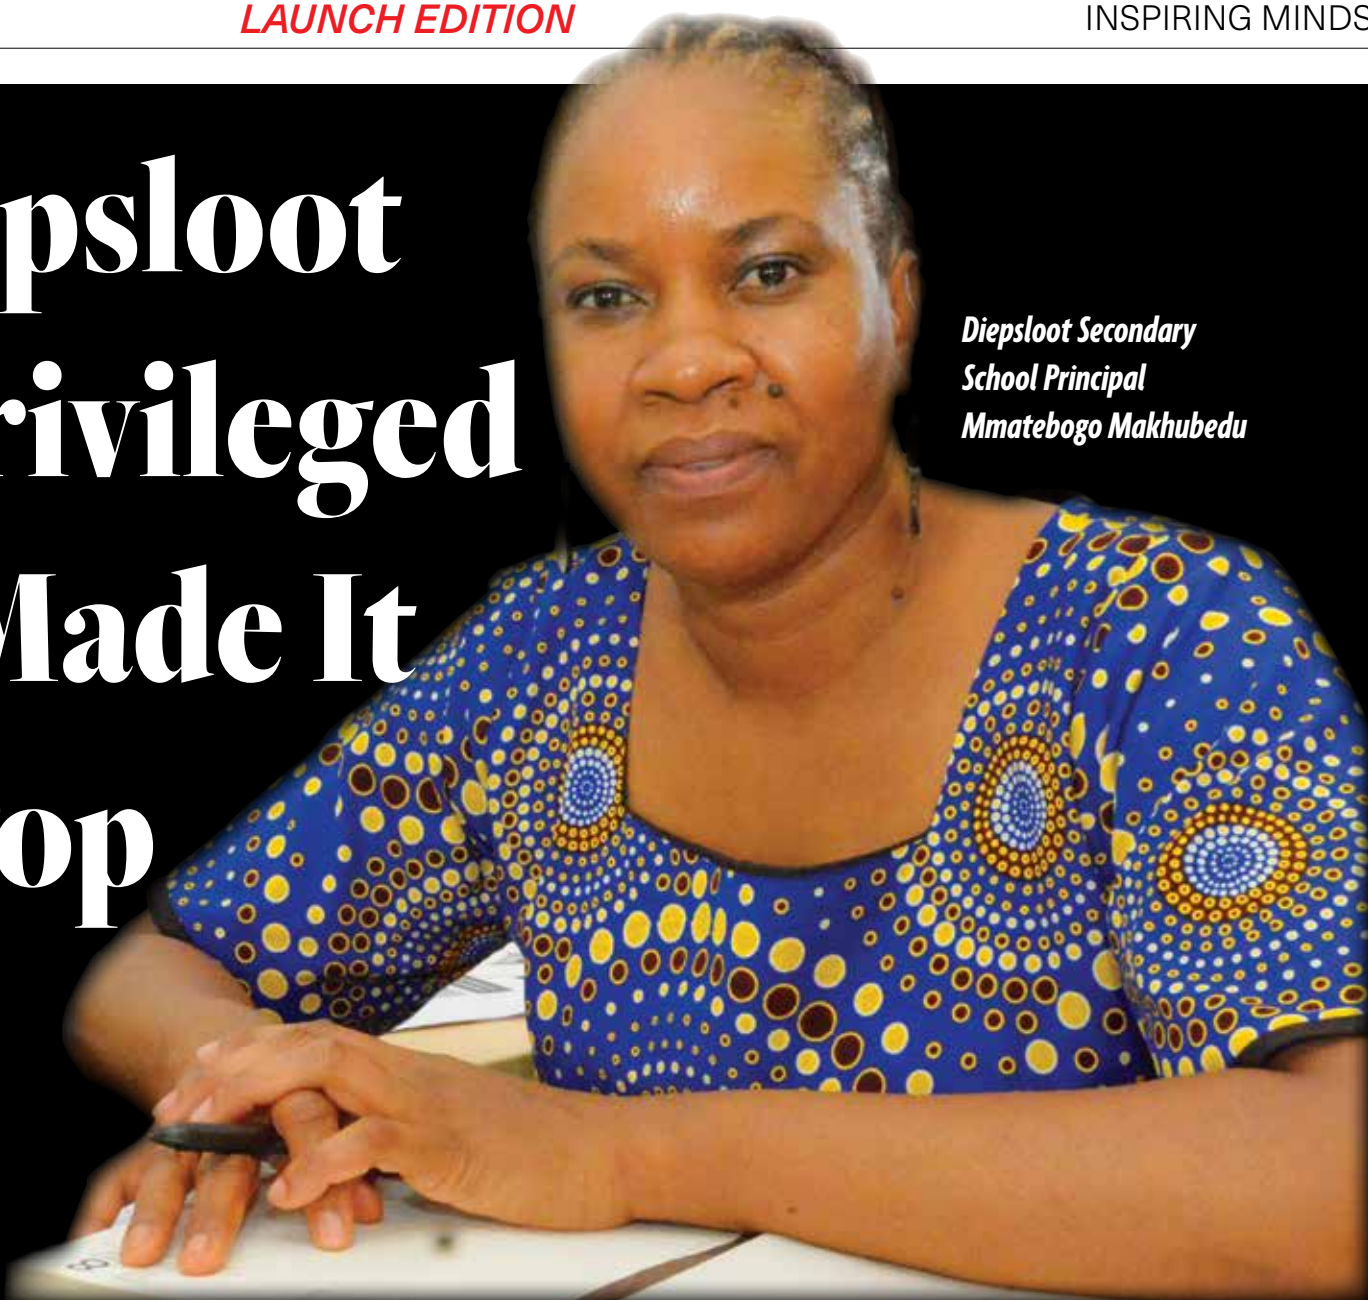 LAUNCH EDITION
INSPIRING MINDS
psloot
rivileged
Made It
op
Diepsloot Secondary
School Principal
Mmatebogo Makhubedu